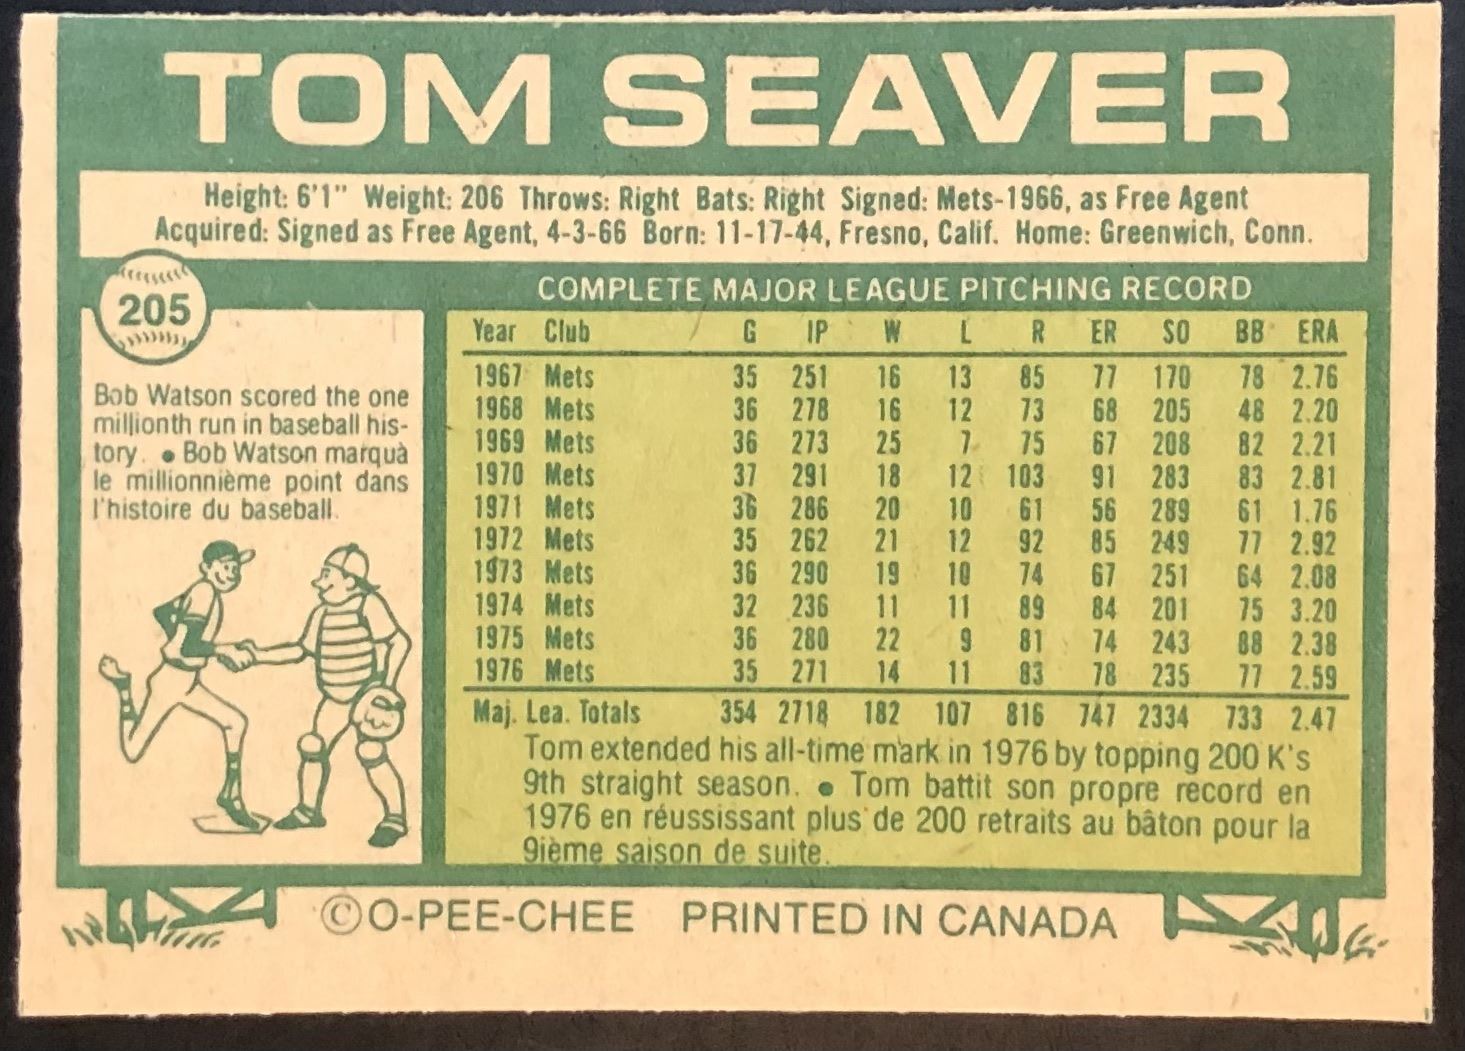 TOM SEAVER
Height: 6'1" Weight: 206 Throws: Right Bats: Right Signed: Mets-1966, as Free Agent
Acquired: Signed as Free Agent, 4-3-66 Born: 11-17-44, Fresno, Calif. Home: Greenwich, Conn.
205
Bob Watson scored the one
millionth run in baseball his-
tory. ● Bob Watson marquà
le millionnième point dans
l'histoire du baseball.
COMPLETE MAJOR LEAGUE PITCHING RECORD
Year Club G IP W L R ER SO BB ERA
1967 Mets 35 251 16 13 85 77 170 78 2.76
1968 Mets 36 278 16 12 73 68 205 48 2.20
1969 Mets 36 273 25 7 75 67 208 82 2.21
1970 Mets 37 291 18 12 103 91 283 83 2.81
1971 Mets 36 286 20 10 61 56 289 61 1.76
1972 Mets 35 262 21 12 92 85 249 77 2.92
1973 Mets 36 290 19 10 74 67 251 64 2.08
1974 Mets 32 236 11 11 89 84 201 75 3.20
1975 Mets 36 280 22 9 81 74 243 88 2.38
1976 Mets 35 271 14 11 83 78 235 77 2.59
Maj. Lea. Totals 354 2718 182 107 816 747 2334 733 2.47
Tom extended his all-time mark in 1976 by topping 200 K's
9th straight season. ● Tom battit son propre record en
1976 en réussissant plus de 200 retraits au bâton pour la
9ième saison de suite.
©O-PEE-CHEE PRINTED IN CANADA